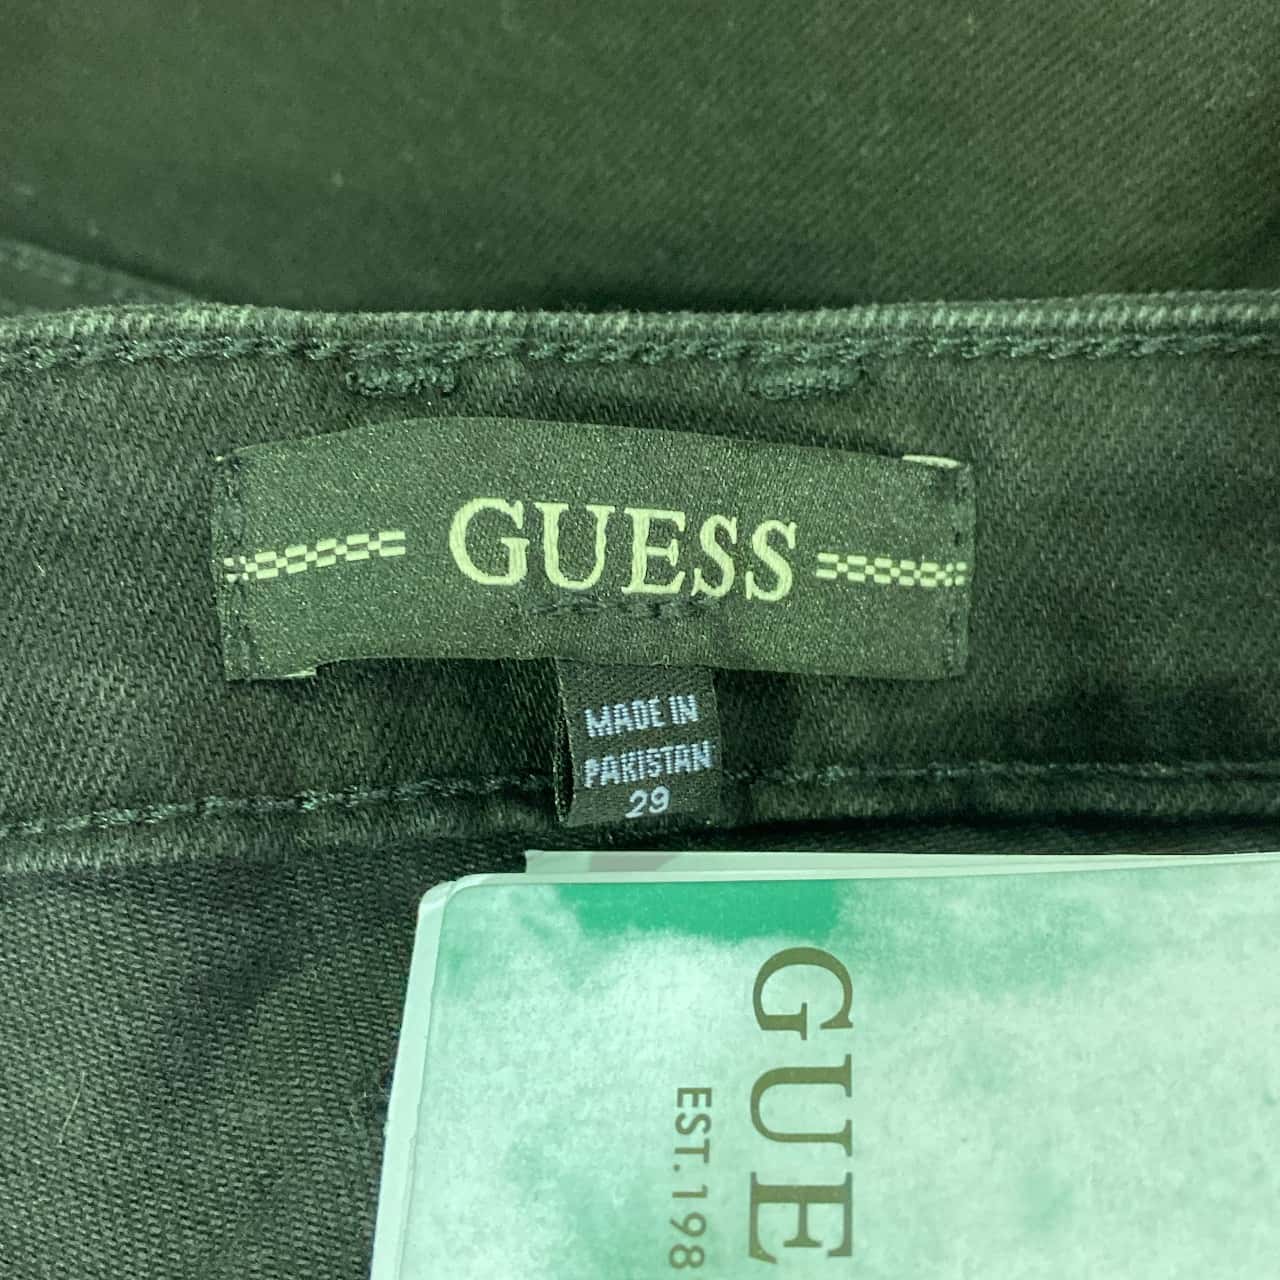 GUESS
MADE IN
PAKISTAN
29
GUE
EST.198